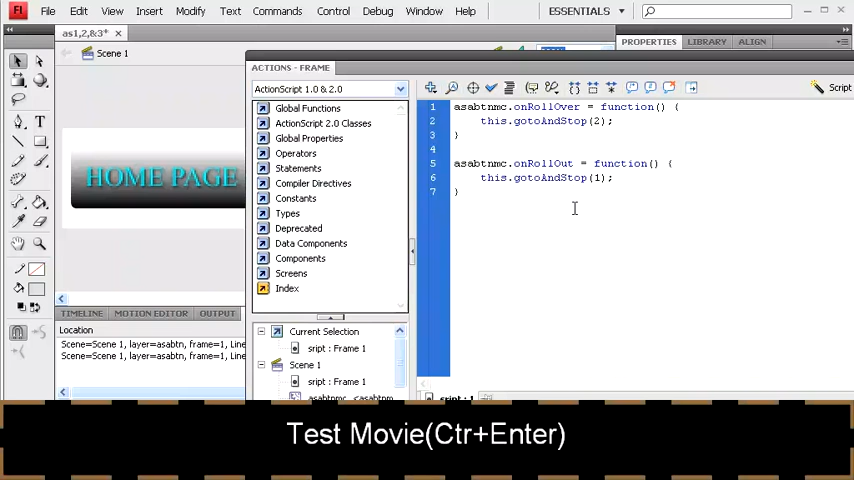 Fl File Edit View Insert Modify Text Commands Control Debug Window Help ESSENTIALS
as1,2,&3* PROPERTIES LIBRARY ALIGN
Scene 1
ACTIONS - FRAME
ActionScript 1.0 & 2.0 Script
Global Functions
ActionScript 2.0 Classes
Global Properties
Operators
Statements
Compiler Directives
Constants
Types
Deprecated
Data Components
Components
Screens
Index
1 asabtnmc.onRollOver = function() {
2 this.gotoAndStop(2);
3 }
4
5 asabtnmc.onRollOut = function() {
6 this.gotoAndStop(1);
7 }
HOME PAGE
TIMELINE MOTION EDITOR OUTPUT
Location
Scene=Scene 1, layer=asabtn, frame=1, Line
Scene=Scene 1, layer=asabtn, frame=1, Line
Current Selection
sript : Frame 1
Scene 1
sript : Frame 1
asabtnmc, <asabtnm
sript : 1
Test Movie(Ctr+Enter)